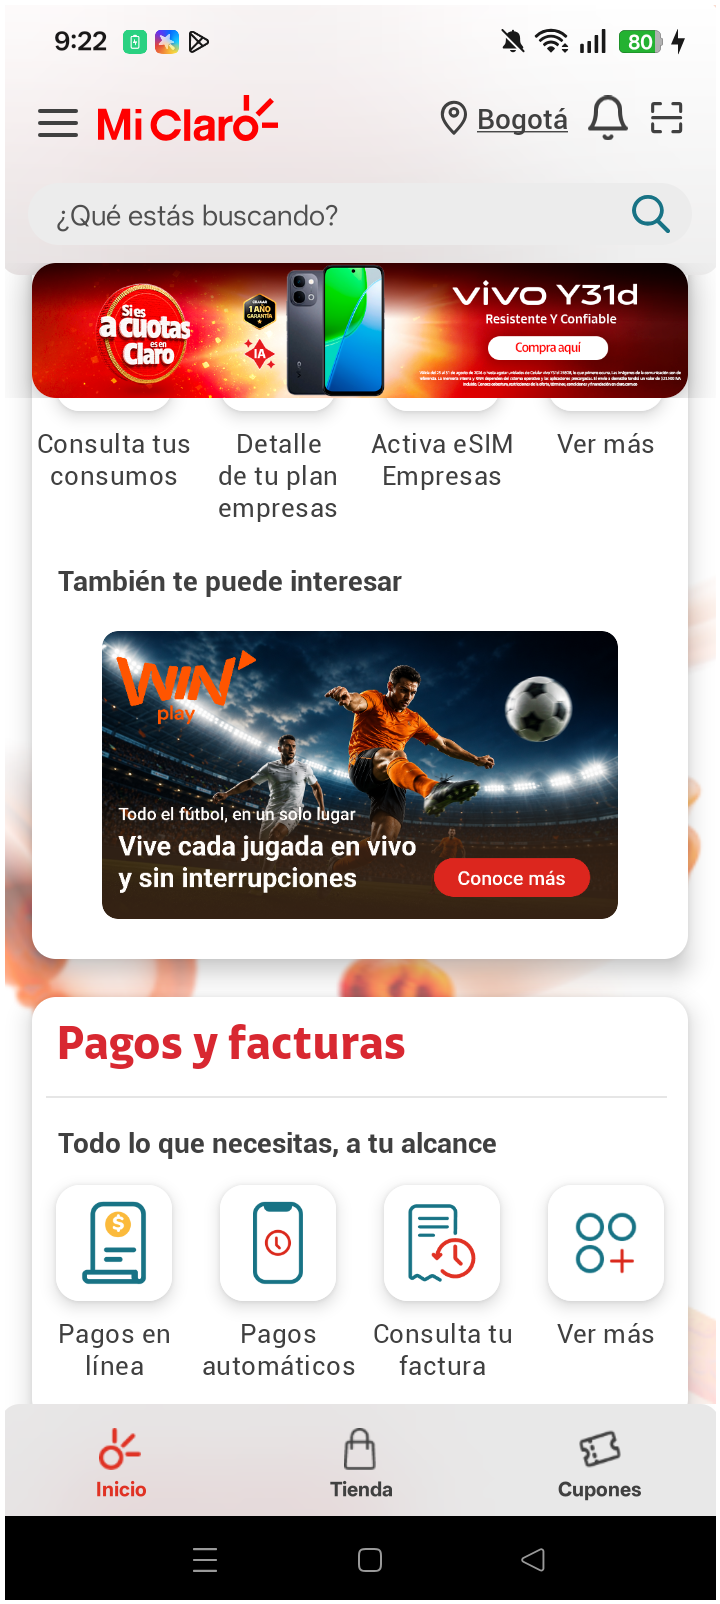 9:22
80
Mi Claro
Bogotá
¿Qué estás buscando?
Si es
a cuotas
es en
Claro
1 AÑO
GARANTÍA
IA
vivo Y31d
Resistente Y Confiable
Compra aquí
Consulta tus
consumos
Detalle
de tu plan
empresas
Activa eSIM
Empresas
Ver más
También te puede interesar
WIN
play
Todo el fútbol, en un solo lugar
Vive cada jugada en vivo
y sin interrupciones
Conoce más
Pagos y facturas
Todo lo que necesitas, a tu alcance
$
Pagos en
línea
Pagos
automáticos
Consulta tu
factura
Ver más
Inicio
Tienda
Cupones